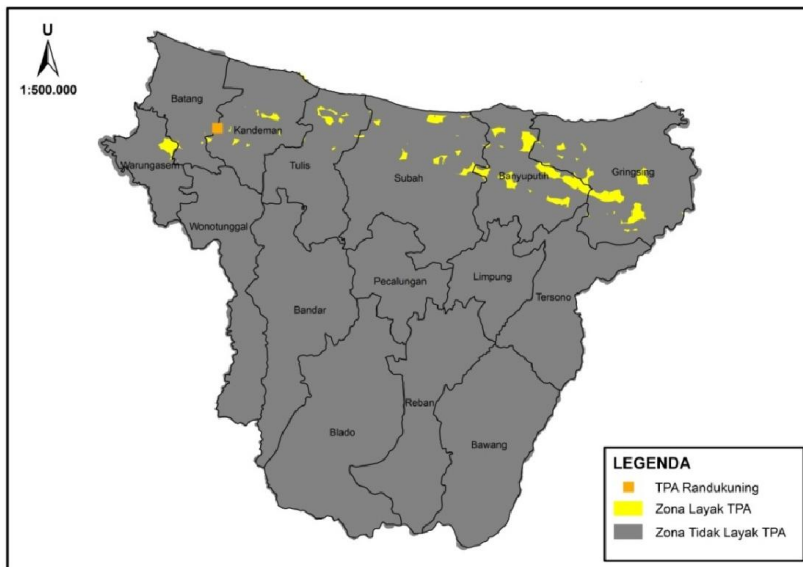 U
1:500.000
Batang
Kandeman
Warungasem
Tulis
Subah
Banyuputih
Gringsing
Wonotunggal
Pecalungan
Limpung
Tersono
Bandar
Reban
Blado
Bawang
LEGENDA
TPA Randukuning
Zona Layak TPA
Zona Tidak Layak TPA